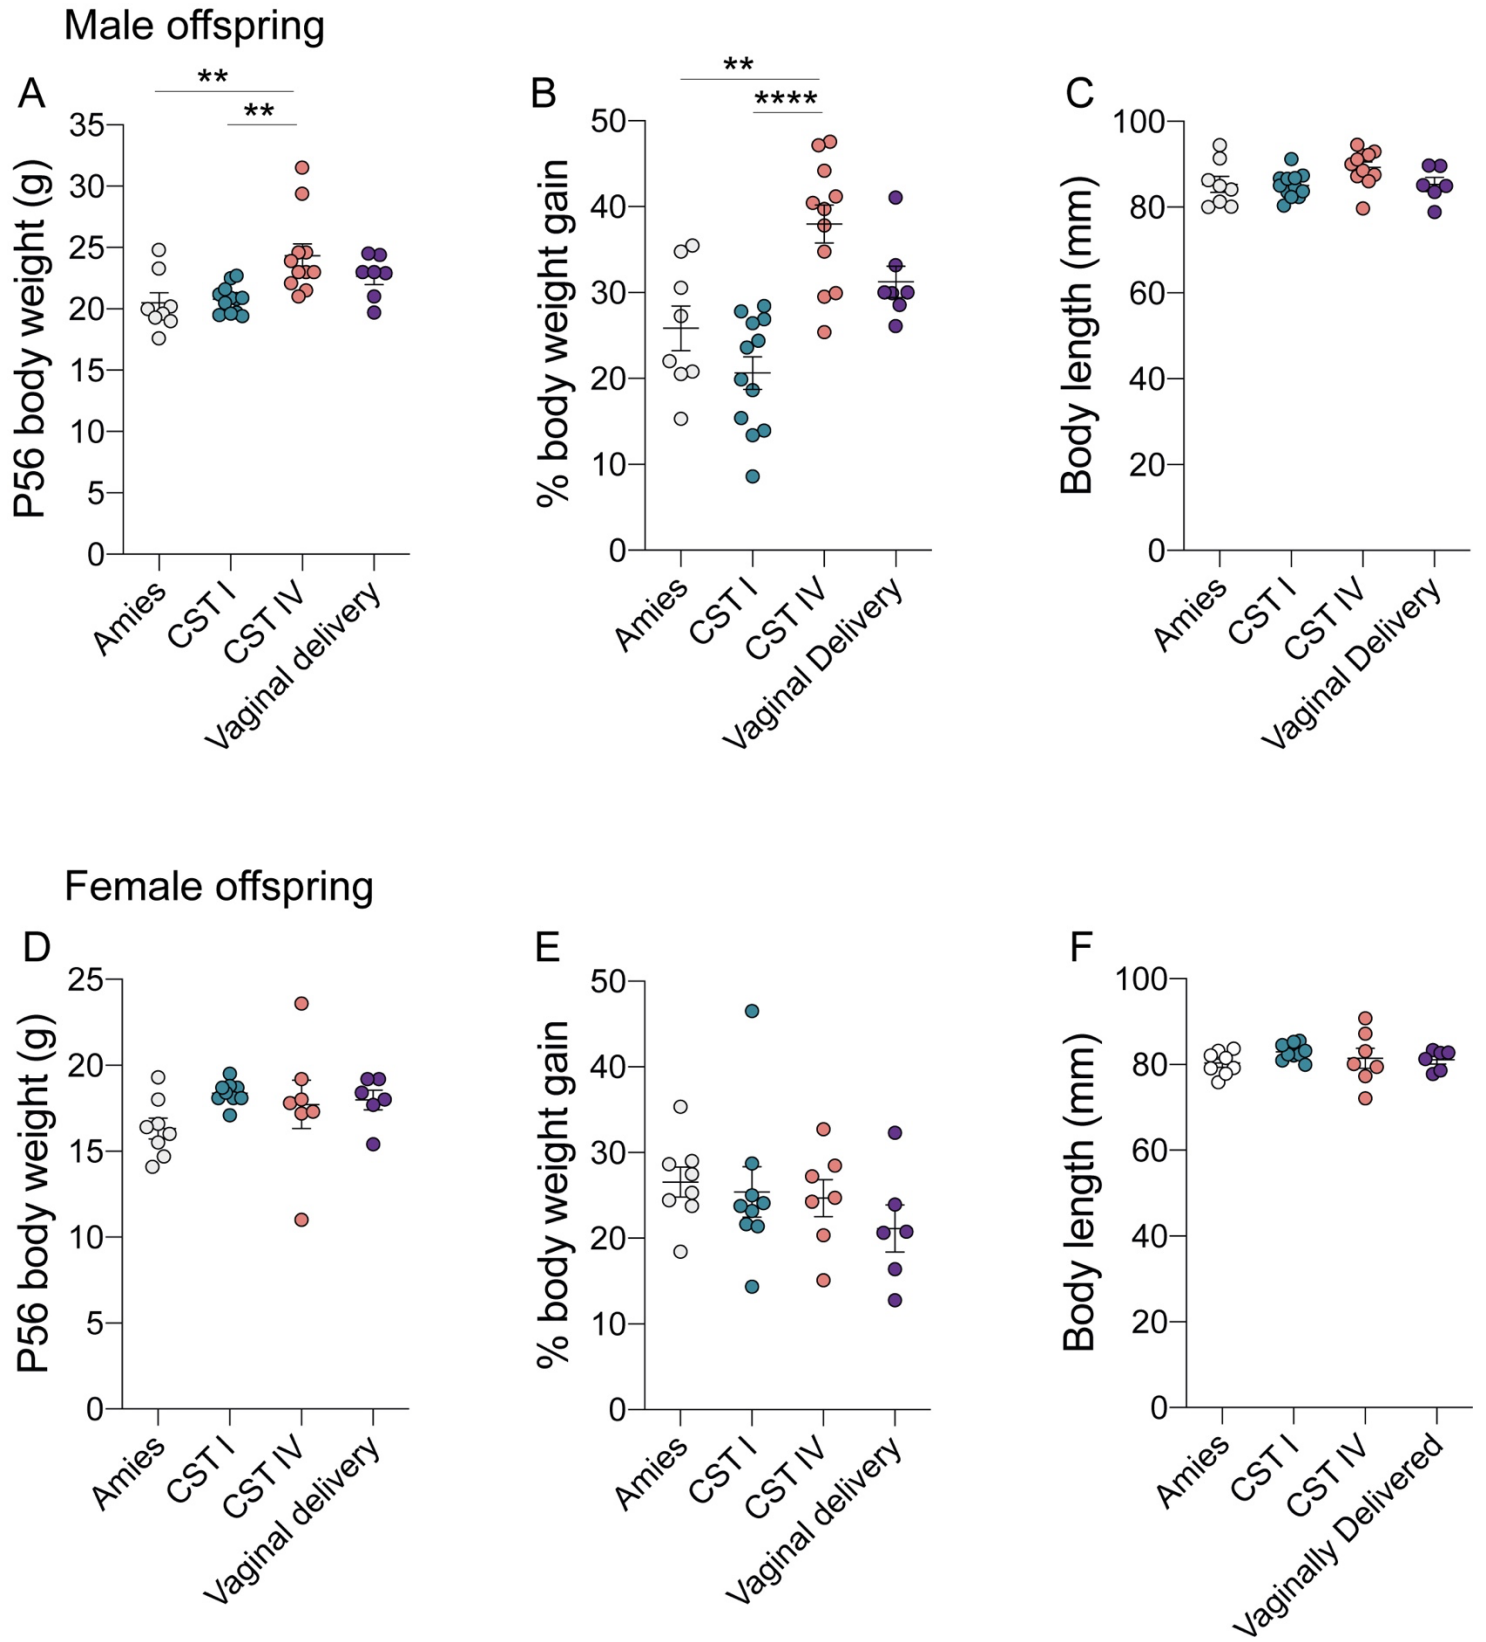 Male offspring
A
**
**
P56 body weight (g)
35
30
25
20
15
10
5
0
Amies
CST I
CST IV
Vaginal delivery
B
**
****
% body weight gain
50
40
30
20
10
0
Amies
CST I
CST IV
Vaginal Delivery
C
Body length (mm)
100
80
60
40
20
0
Amies
CST I
CST IV
Vaginal Delivery
Female offspring
D
P56 body weight (g)
25
20
15
10
5
0
Amies
CST I
CST IV
Vaginal delivery
E
% body weight gain
50
40
30
20
10
0
Amies
CST I
CST IV
Vaginal delivery
F
Body length (mm)
100
80
60
40
20
0
Amies
CST I
CST IV
Vaginally Delivered